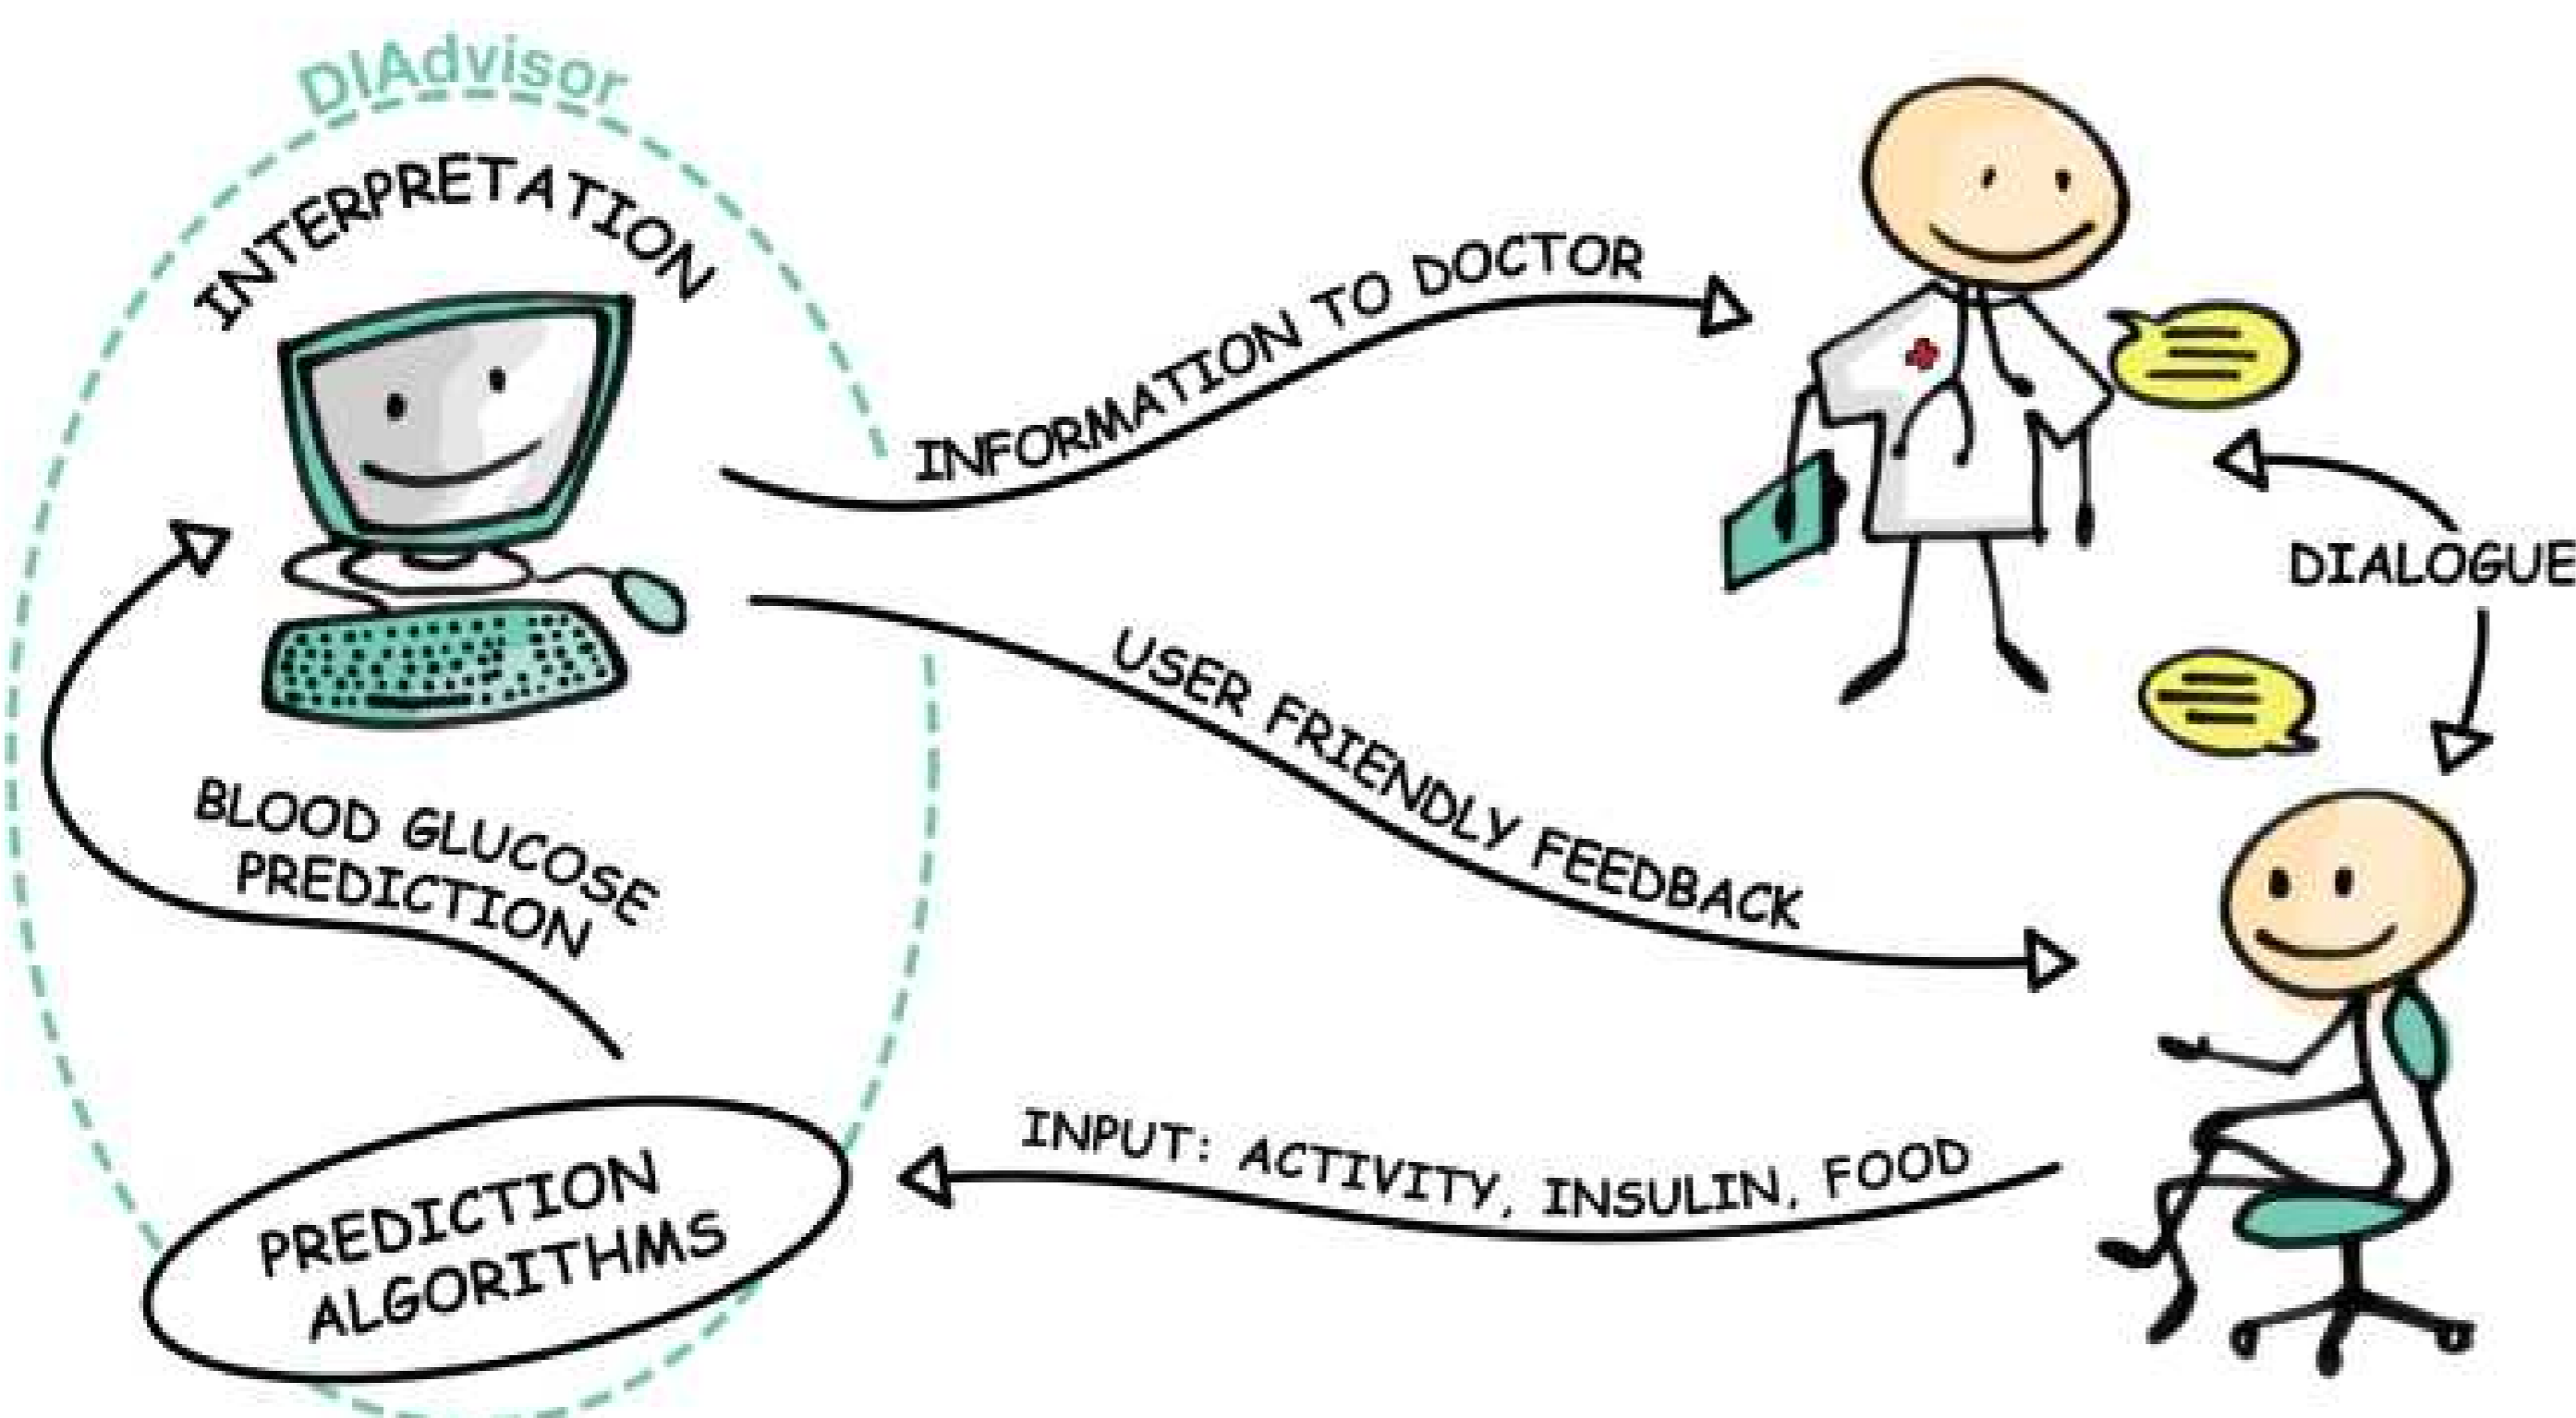 DIAdvisor
INTERPRETATION
INFORMATION TO DOCTOR
DIALOGUE
USER FRIENDLY FEEDBACK
BLOOD GLUCOSE
PREDICTION
INPUT: ACTIVITY, INSULIN, FOOD
PREDICTION
ALGORITHMS